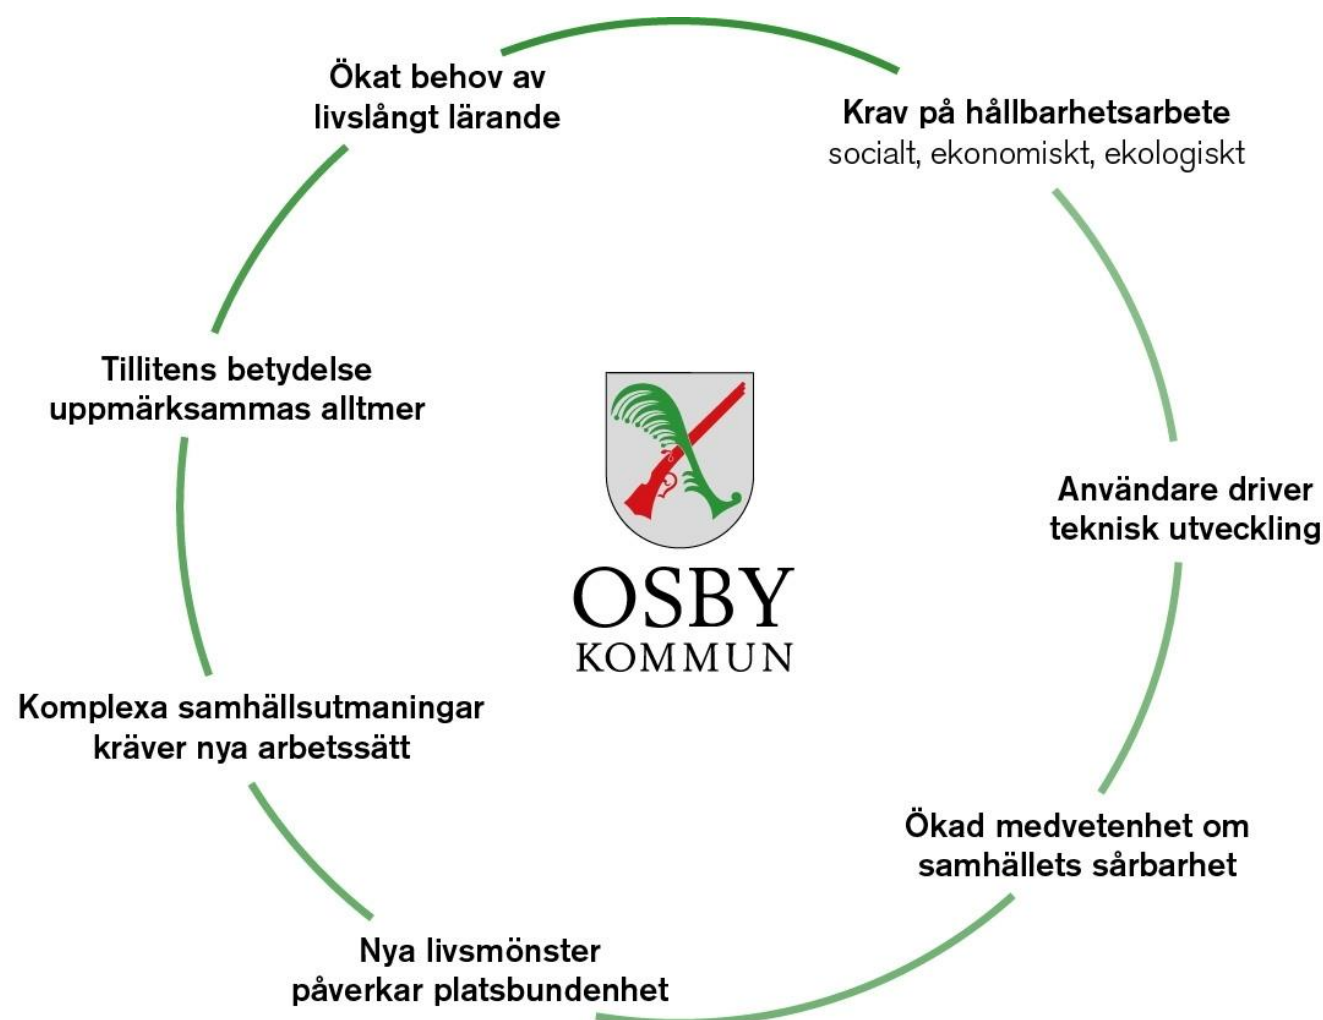 Ökat behov av
livslångt lärande
Krav på hållbarhetsarbete
socialt, ekonomiskt, ekologiskt
Tillitens betydelse
uppmärksammas alltmer
Användare driver
teknisk utveckling
OSBY
KOMMUN
Komplexa samhällsutmaningar
kräver nya arbetssätt
Ökad medvetenhet om
samhällets sårbarhet
Nya livsmönster
påverkar platsbundenhet